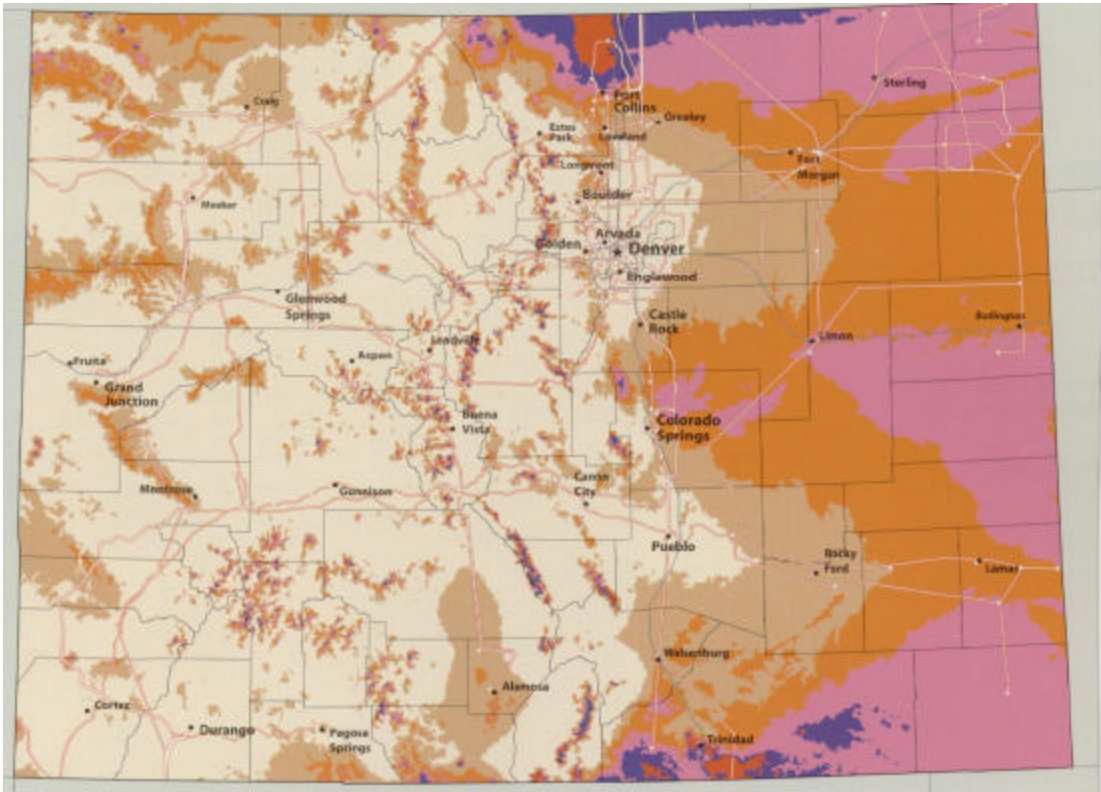 Craig
Sterling
Fort
Collins
Greeley
Estes
Park
Loveland
Fort
Morgan
Longmont
Meeker
Boulder
Arvada
Golden
Denver
Englewood
Glenwood
Springs
Castle
Rock
Burlington
Limon
Leadville
Aspen
Fruita
Grand
Junction
Buena
Vista
Colorado
Springs
Montrose
Gunnison
Canon
City
Pueblo
Rocky
Ford
Lamar
Walsenburg
Alamosa
Cortez
Durango
Pagosa
Springs
Trinidad